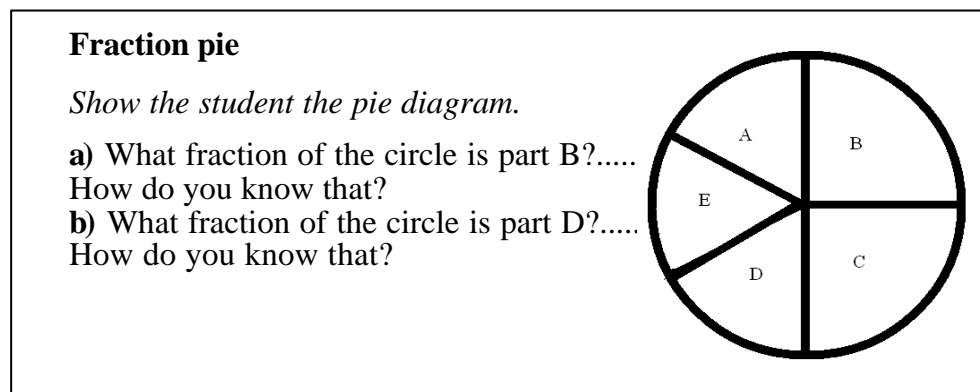 Fraction pie
Show the student the pie diagram.
a) What fraction of the circle is part B?.....
How do you know that?
b) What fraction of the circle is part D?.....
How do you know that?
A
B
E
D
C